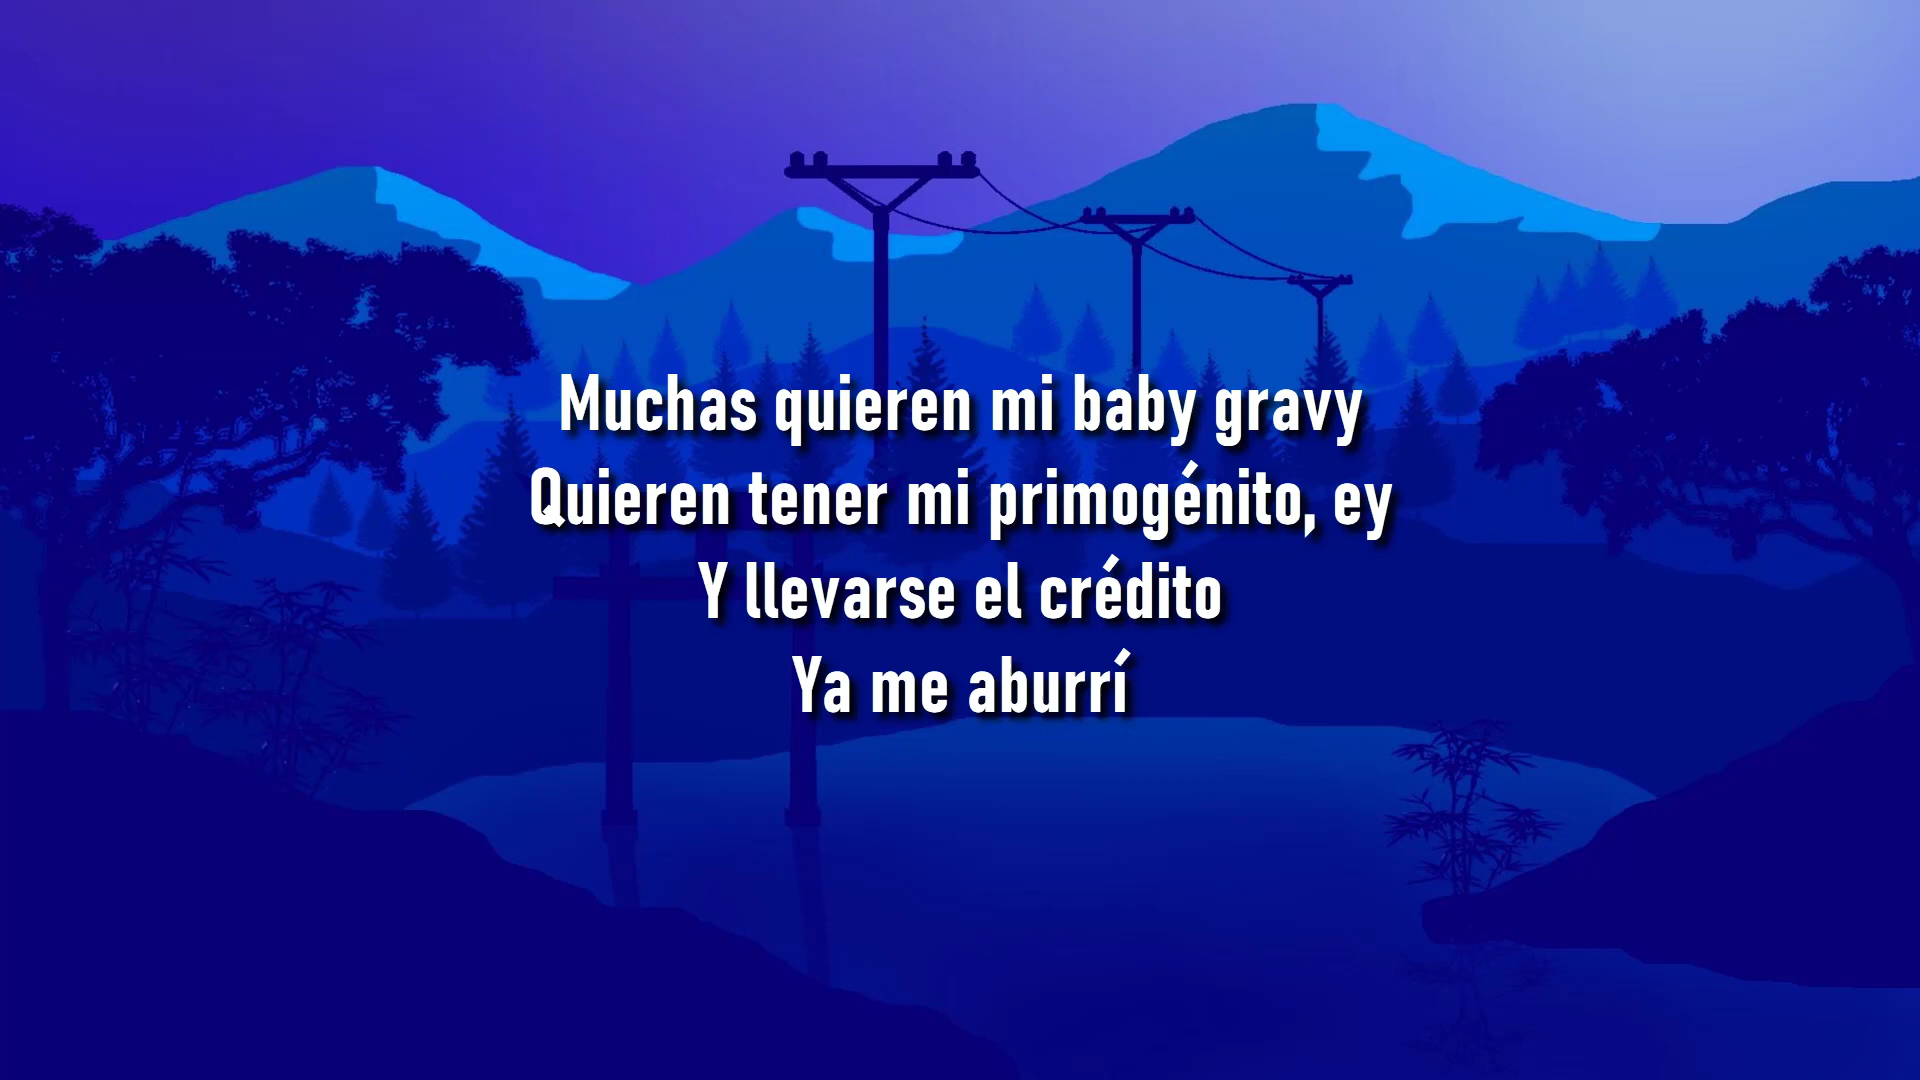 Muchas quieren mi baby gravy
Quieren tener mi primogénito, ey
Y llevarse el crédito
Ya me aburrí